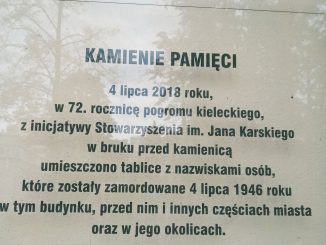 KAMIENIE PAMIĘCI
4 lipca 2018 roku,
w 72. rocznicę pogromu kieleckiego,
z inicjatywy Stowarzyszenia im. Jana Karskiego
w bruku przed kamienicą
umieszczono tablice z nazwiskami osób,
które zostały zamordowane 4 lipca 1946 roku
w tym budynku, przed nim i innych częściach miasta
oraz w jego okolicach.